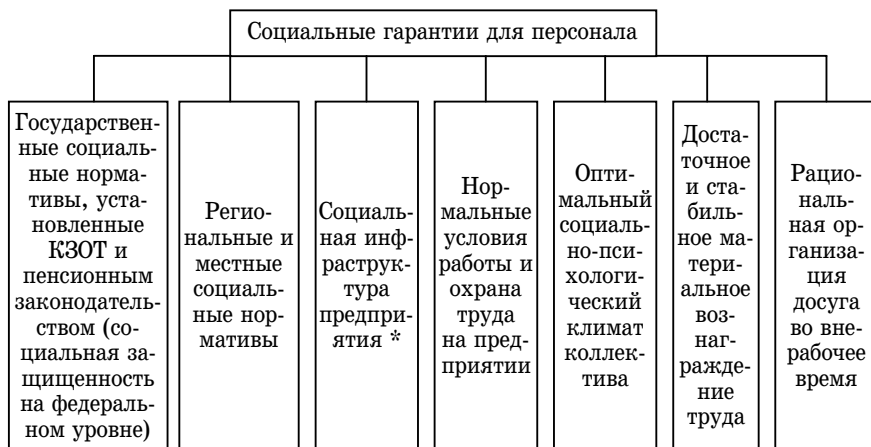 Социальные гарантии для персонала
Государствен-
ные социаль-
ные норма-
тивы, уста-
новленные
КЗОТ и
пенсионным
законодатель-
ством (со-
циальная за-
щищенность
на федераль-
ном уровне)
Регио-
нальные и
местные
социаль-
ные нор-
мативы
Социаль-
ная инф-
раструк-
тура
предпри-
ятия *
Нор-
мальные
условия
работы и
охрана
труда
на пред-
приятии
Опти-
мальный
социаль-
но-пси-
хологи-
ческий
климат
коллек-
тива
Доста-
точное
и ста-
биль-
ное ма-
тери-
альное
воз-
наг-
ражде-
ние
труда
Рацио-
наль-
ная ор-
ганиза-
ция
досуга
во вне-
рабочее
время